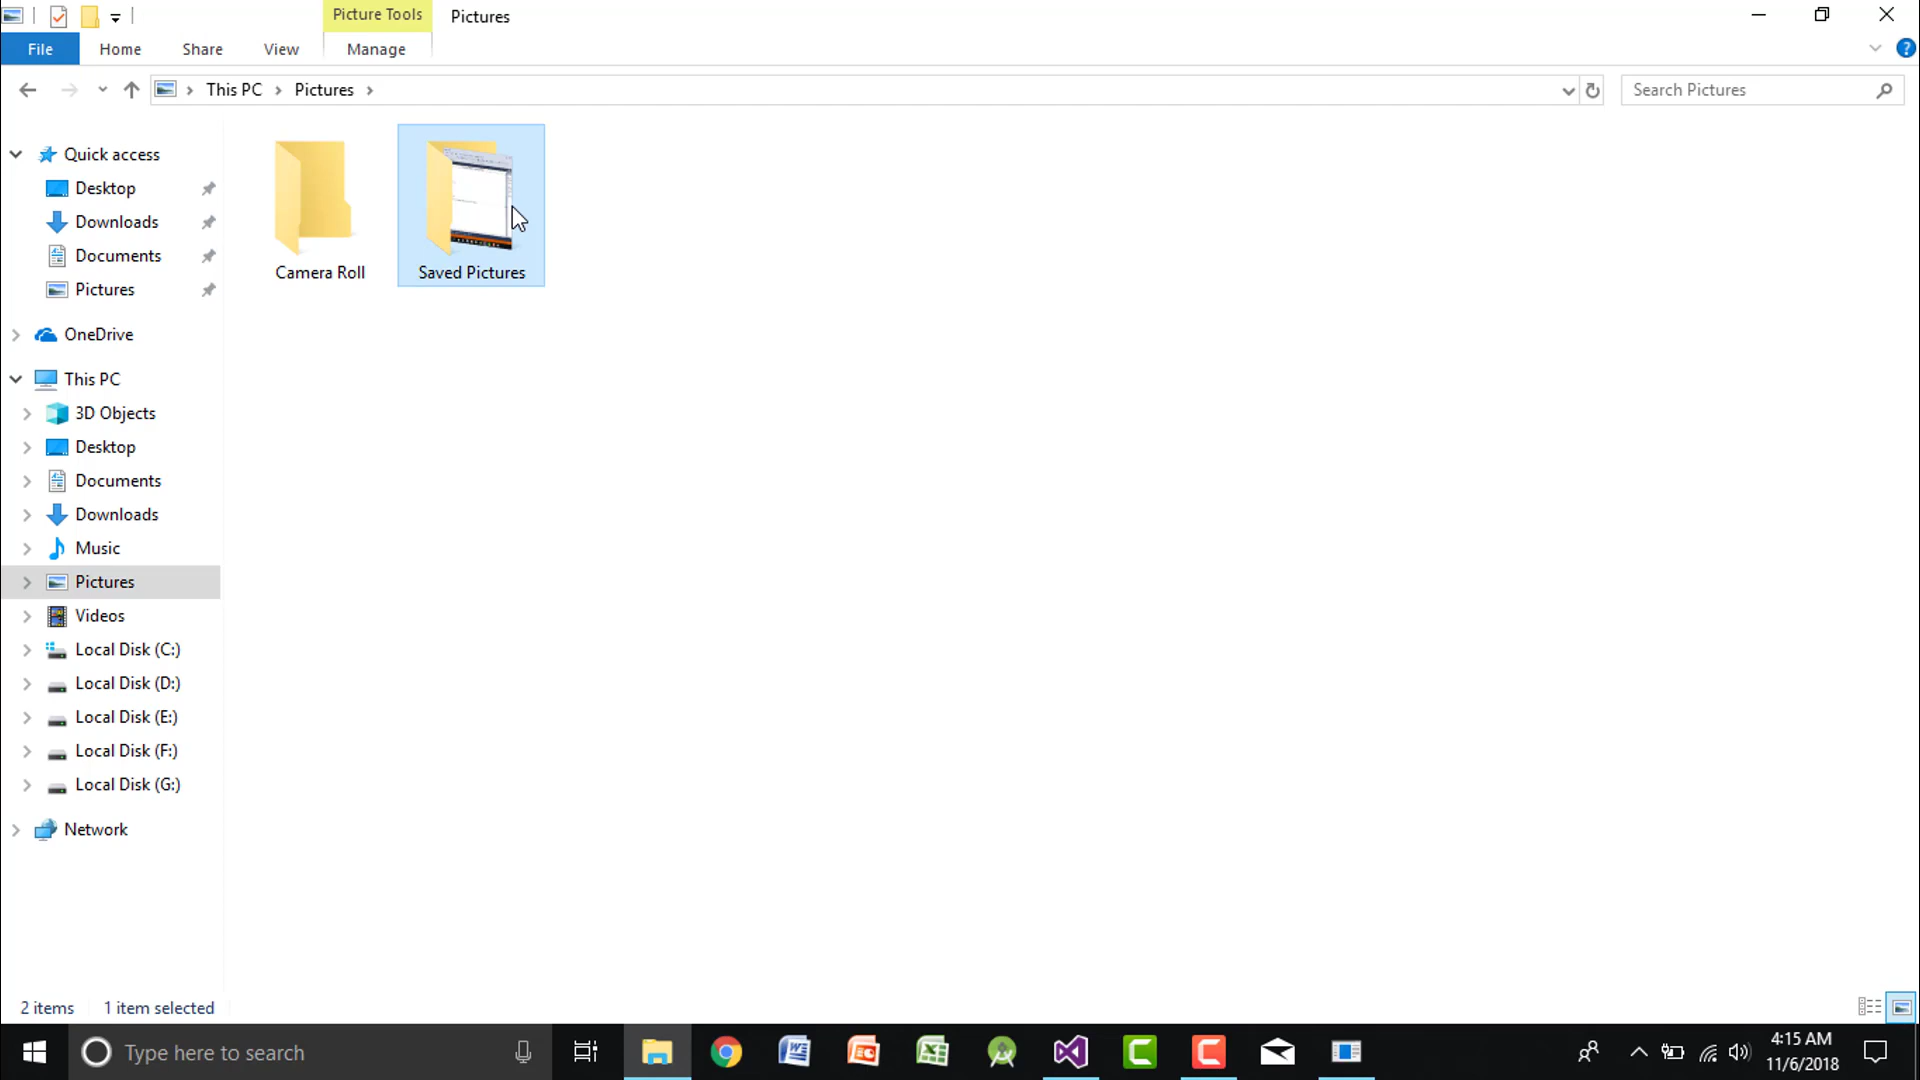 Picture Tools
Pictures
File
Home
Share
View
Manage
This PC
Pictures
Search Pictures
Quick access
Desktop
Downloads
Documents
Pictures
OneDrive
This PC
3D Objects
Desktop
Documents
Downloads
Music
Pictures
Videos
Local Disk (C:)
Local Disk (D:)
Local Disk (E:)
Local Disk (F:)
Local Disk (G:)
Network
Camera Roll
Saved Pictures
2 items
1 item selected
Type here to search
4:15 AM
11/6/2018